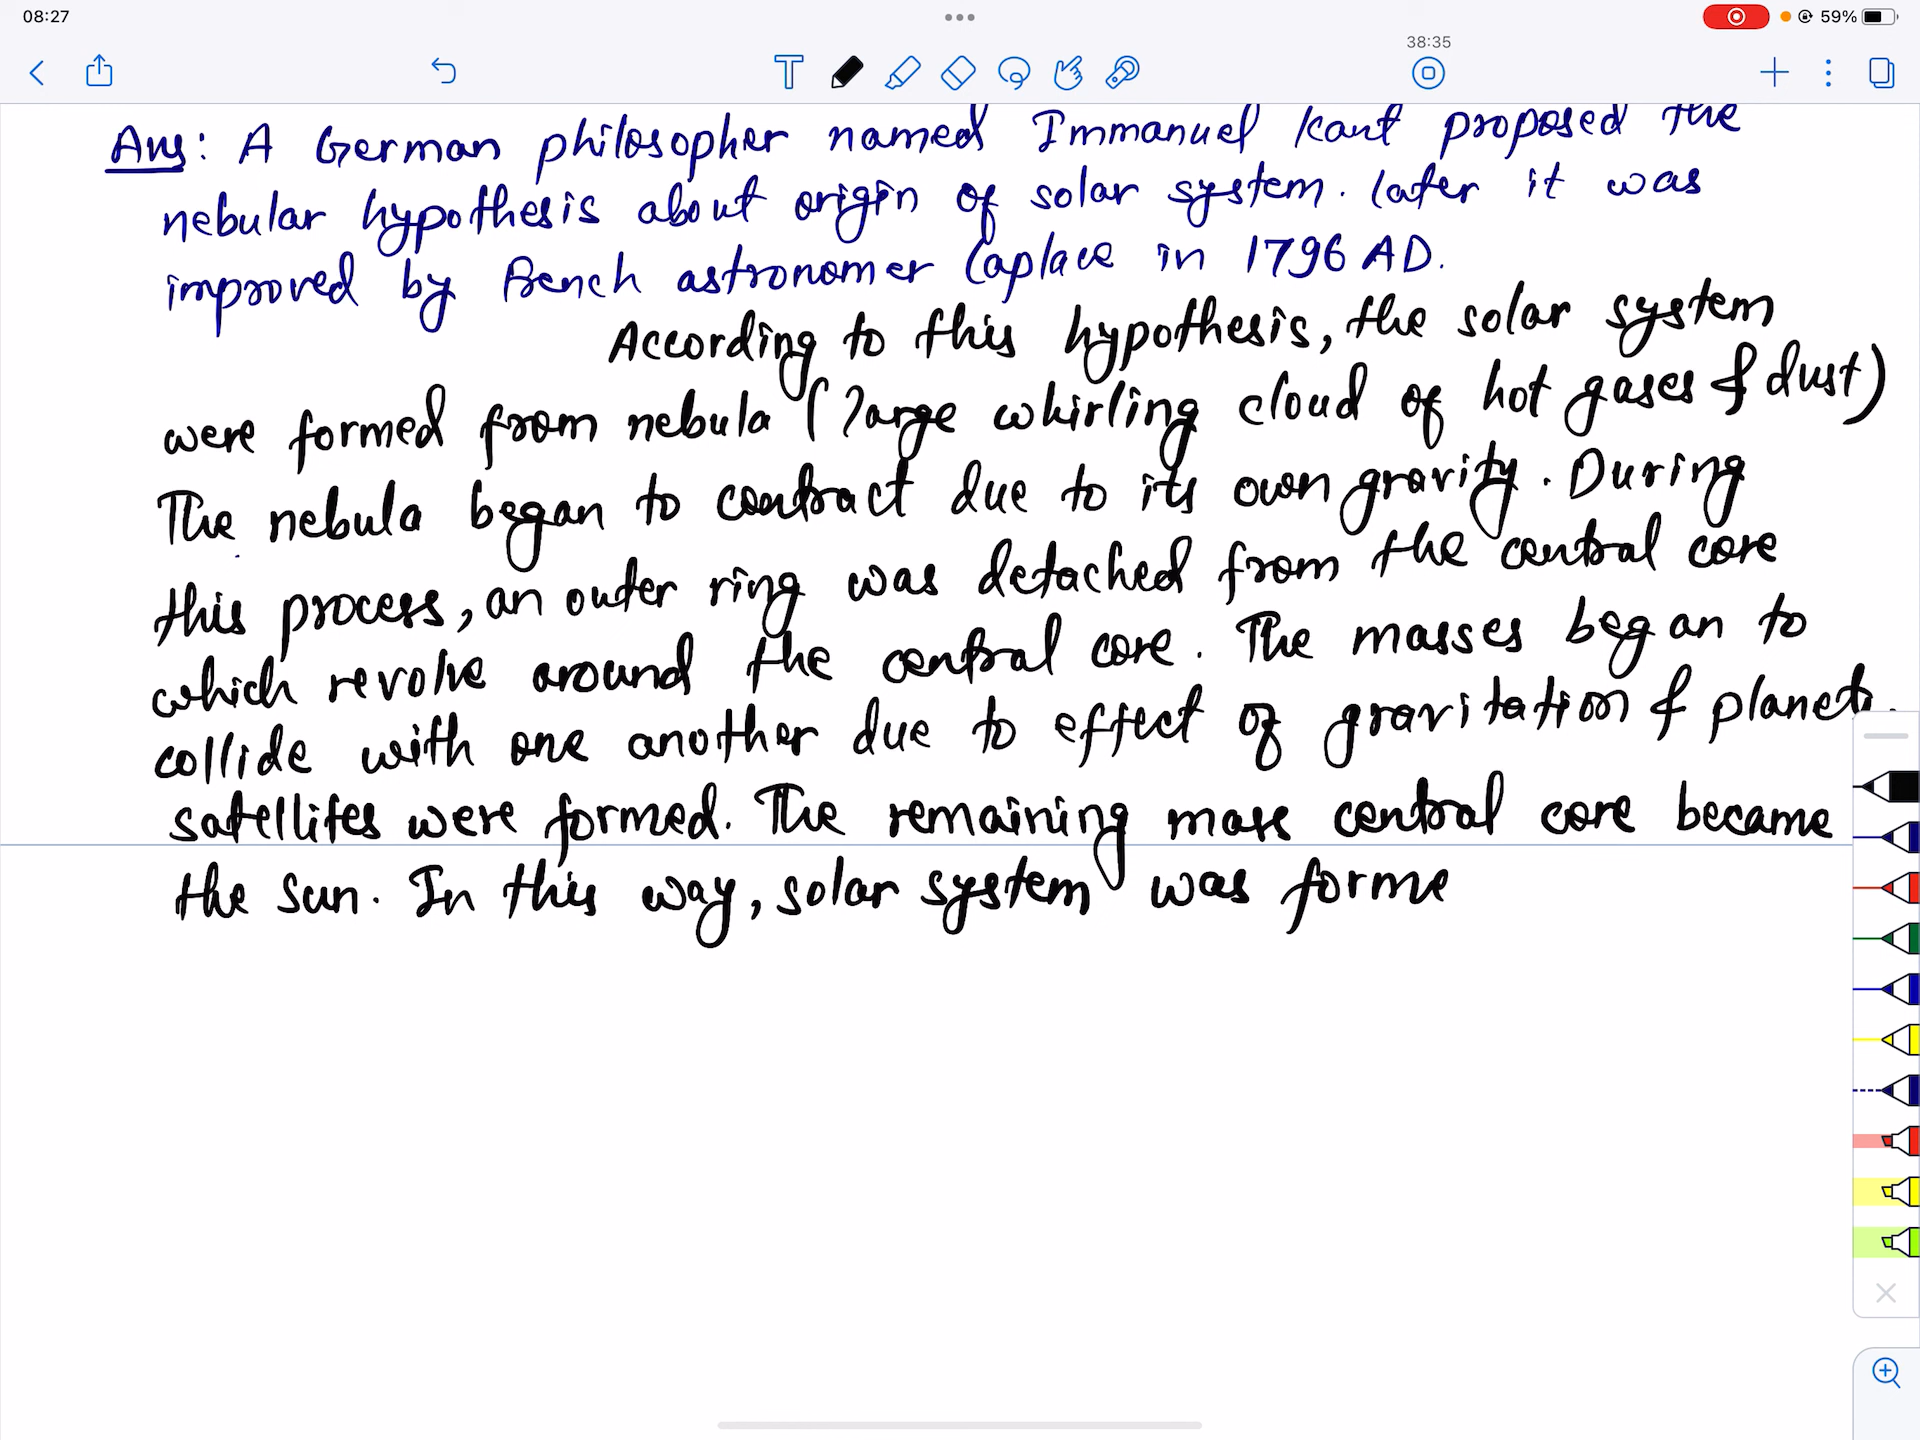 08:27
59%
38:35
Ans: A German philosopher named Immanuel Kant proposed the
nebular hypothesis about origin of solar system. later it was
improved by French astronomer Laplace in 1796 AD.
According to this hypothesis, the solar system
were formed from nebula (large whirling cloud of hot gases & dust)
The nebula began to contract due to its own gravity. During
this process, an outer ring was detached from the central core
which revolve around the central core. The masses began to
collide with one another due to effect of gravitation & planets,
satellites were formed. The remaining mass central core became
the sun. In this way, solar system was forme